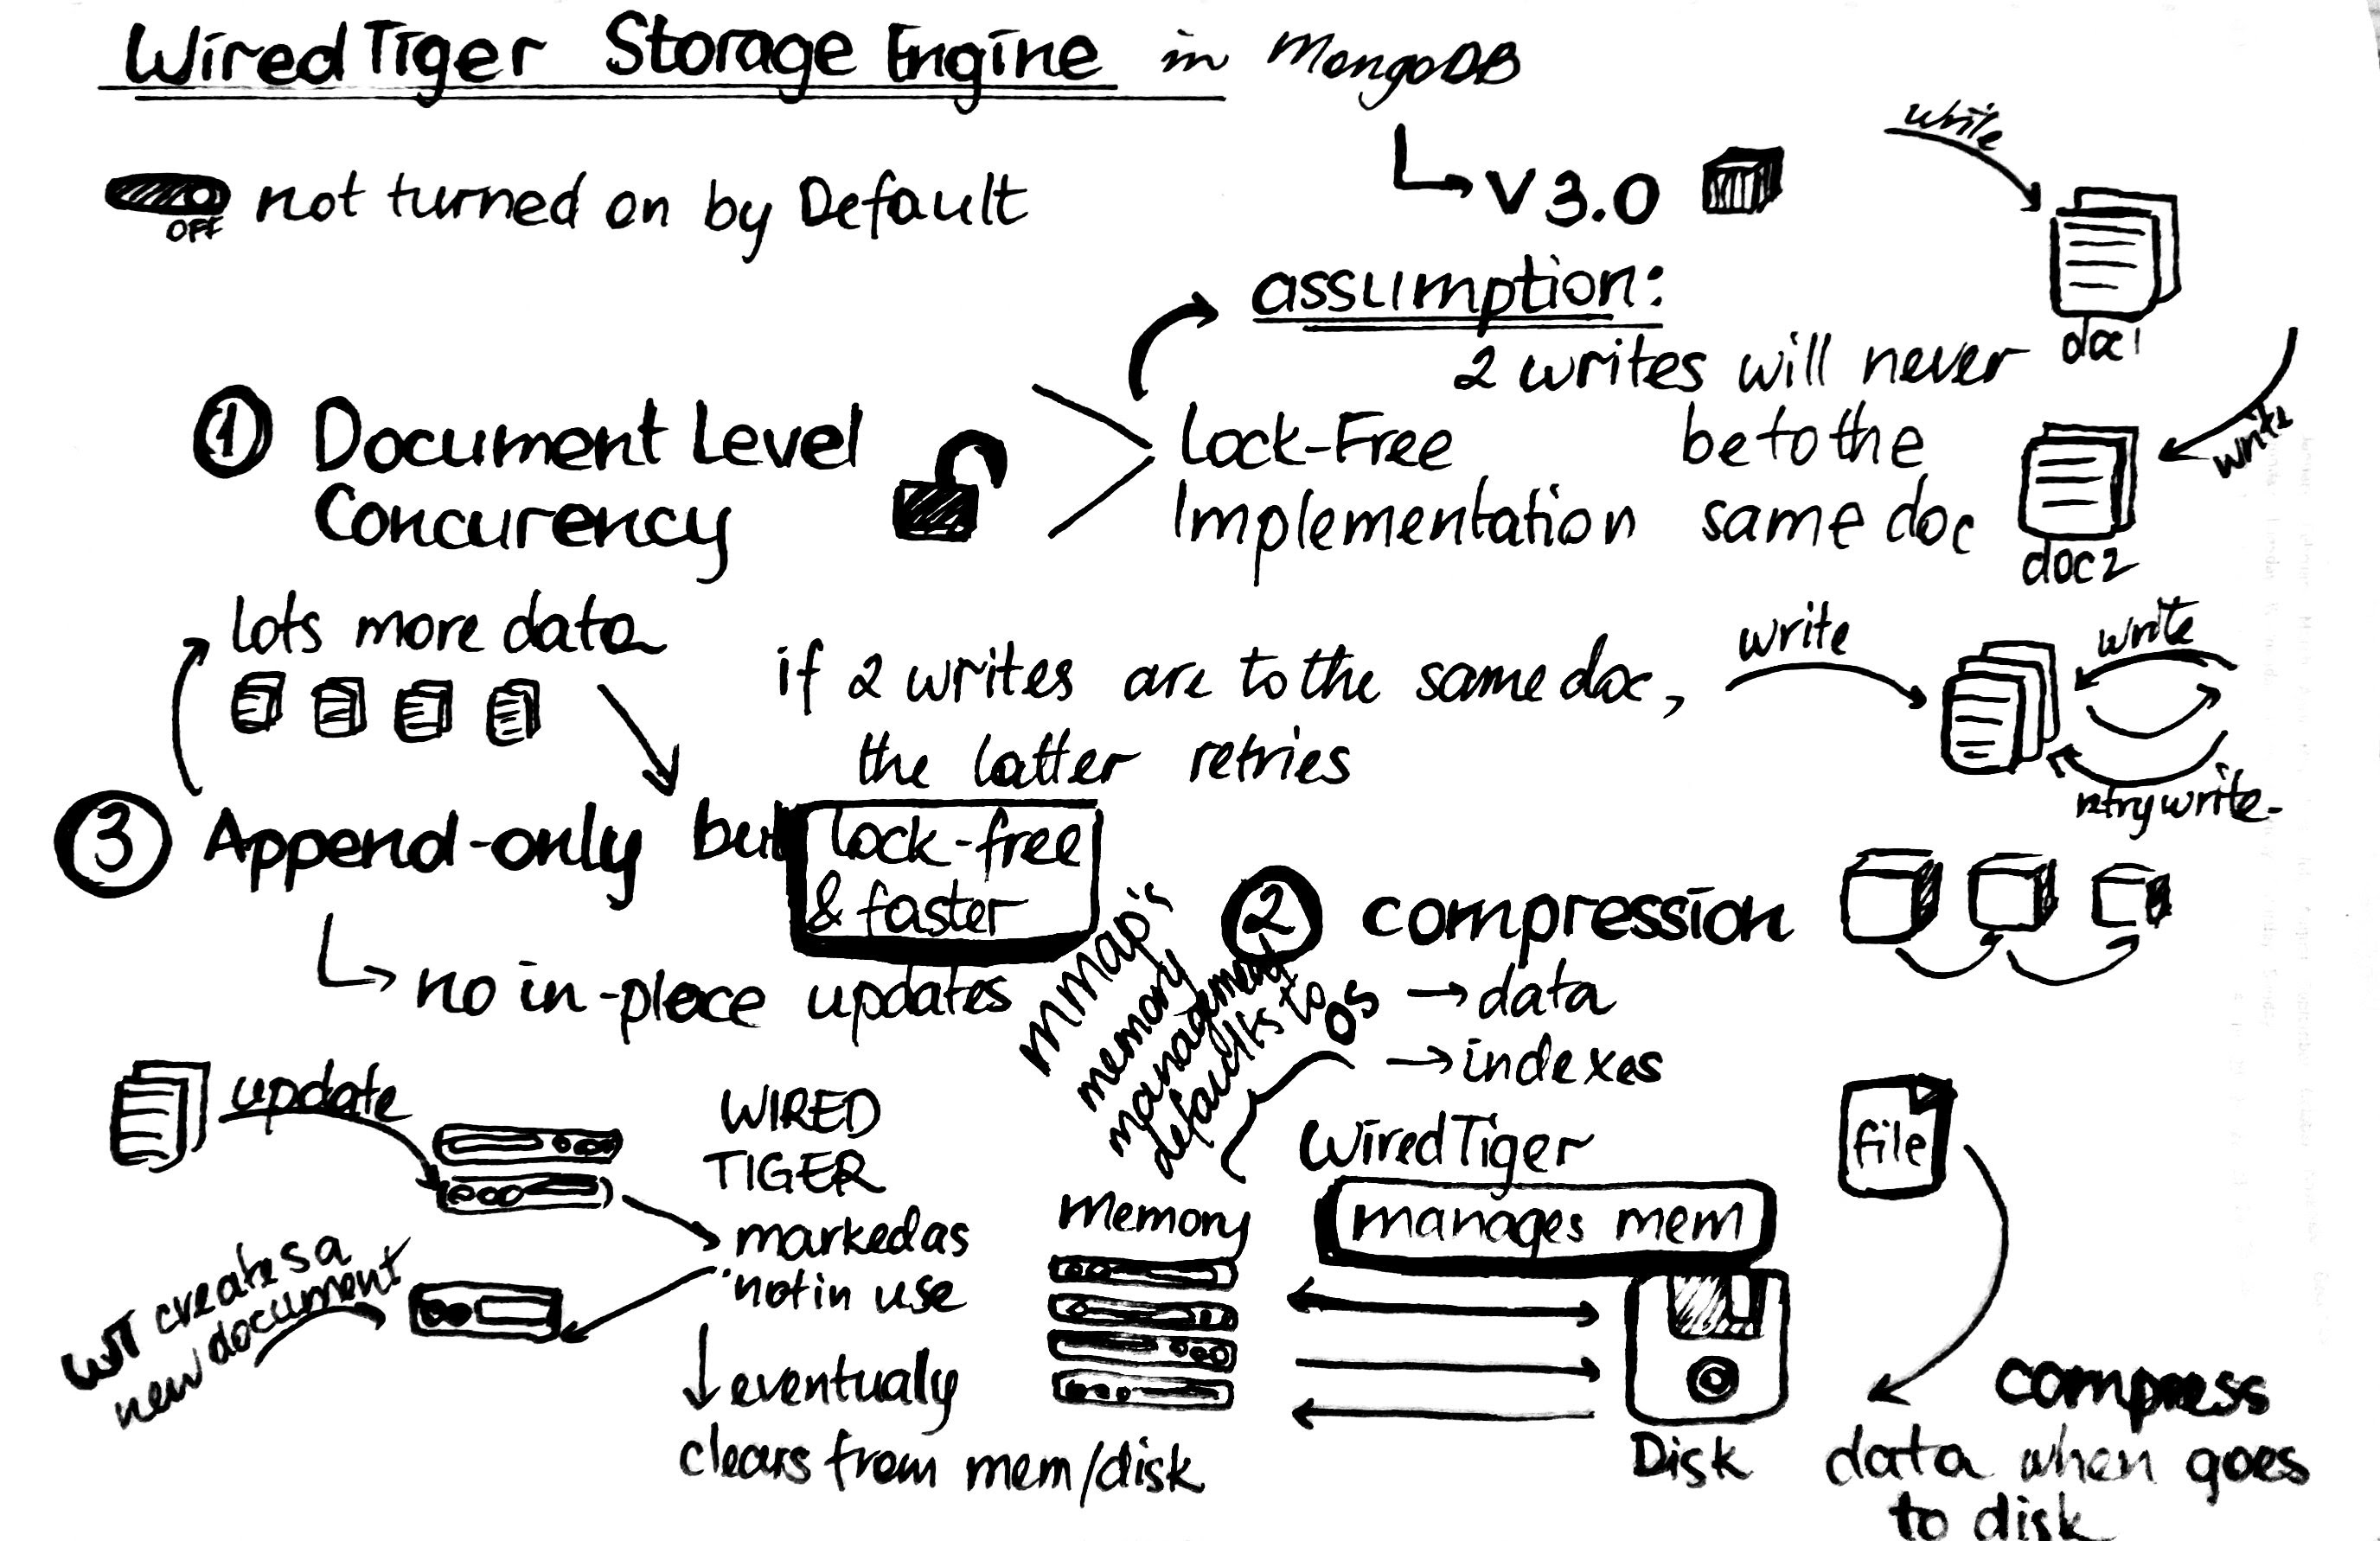 WiredTiger Storage Engine in MongoDB
V 3.0
OFF
not turned on by Default
write
doc1
assumption:
2 writes will never
be to the
same doc
write
doc2
1 Document Level
Concurency
Lock-Free
Implementation
lots more data
if 2 writes are to the same doc,
the latter retries
write
write
retry write
3 Append-only but
lock-free
& faster
no in-place updates
2 compression
→ data
→ indexes
mmap's
memory
management
defaults to OS
update
WT creates a
new document
WIRED
TIGER
marked as
not in use
eventualy
clears from mem/disk
WiredTiger
manages mem
Memory
Disk
file
compress
data when goes
to disk